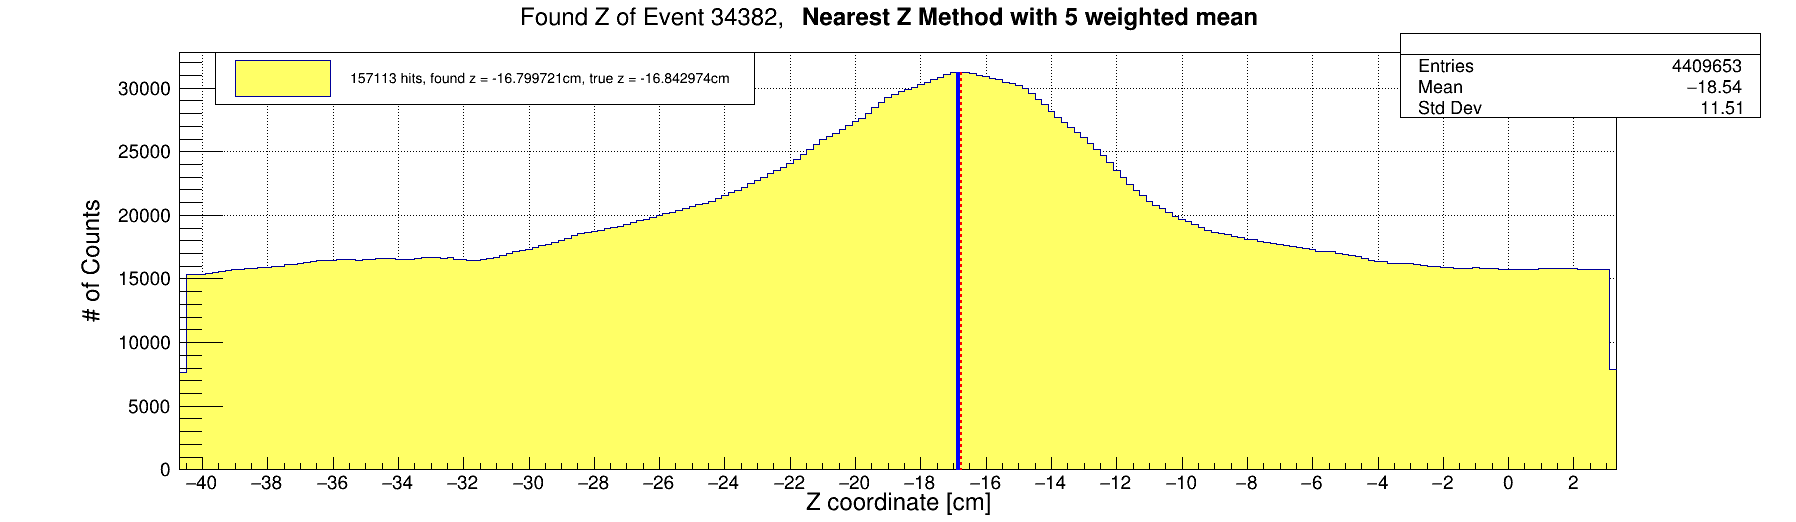 Found Z of Event 34382, Nearest Z Method with 5 weighted mean
157113 hits, found z = -16.799721cm, true z = -16.842974cm
Entries 4409653
Mean −18.54
Std Dev 11.51
# of Counts
30000
25000
20000
15000
10000
5000
0
−40 −38 −36 −34 −32 −30 −28 −26 −24 −22 −20 −18 −16 −14 −12 −10 −8 −6 −4 −2 0 2
Z coordinate [cm]